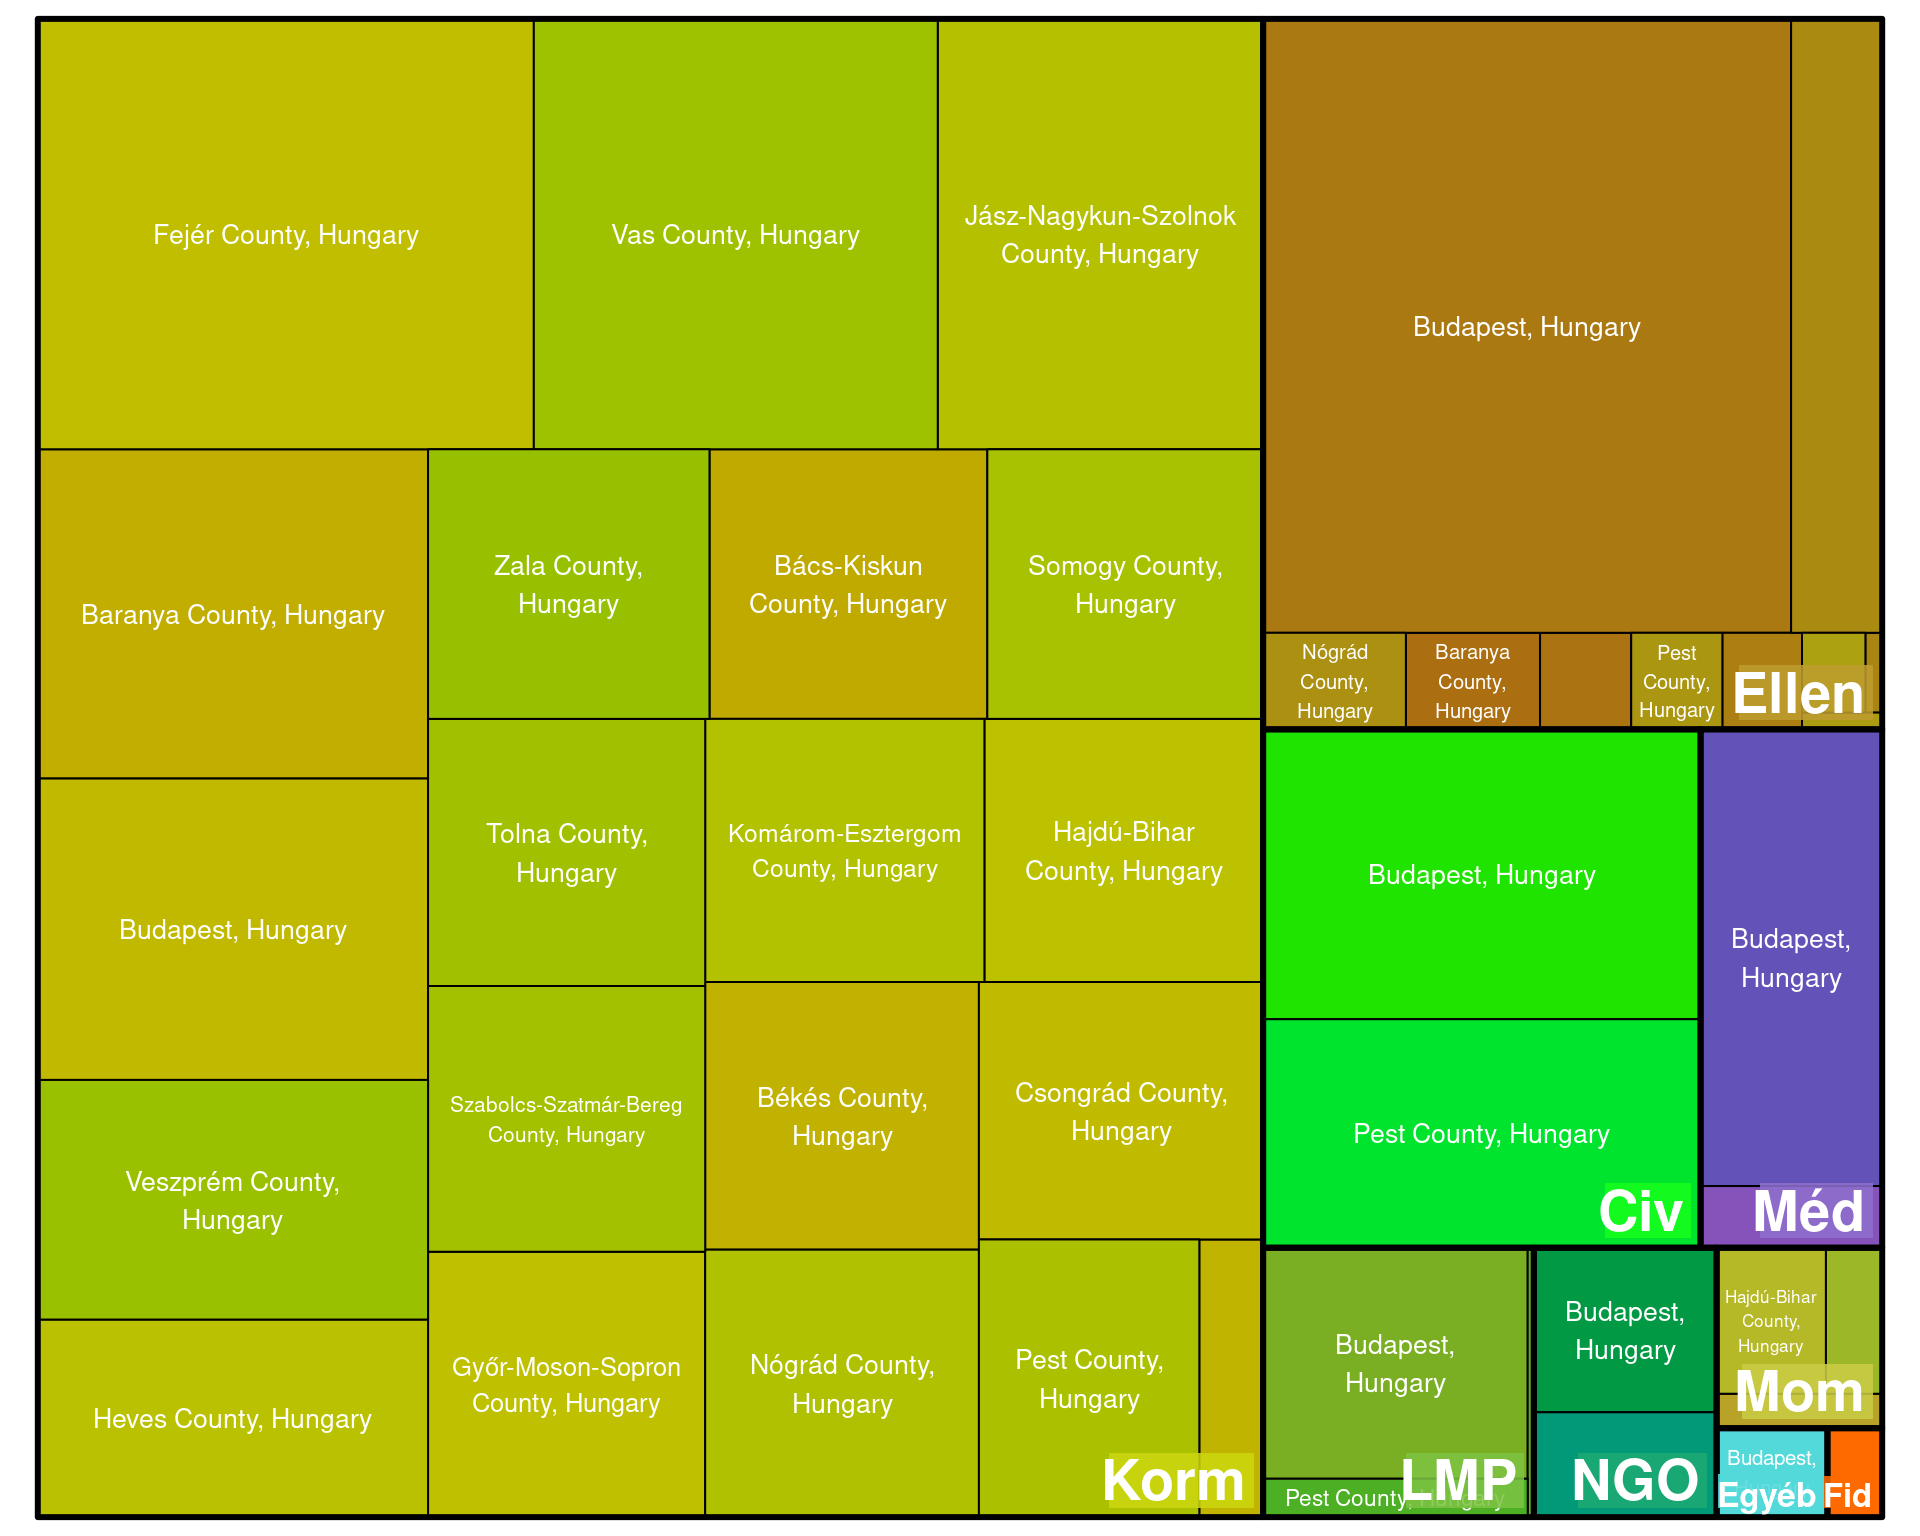 Fejér County, Hungary
Vas County, Hungary
Jász-Nagykun-Szolnok
County, Hungary
Baranya County, Hungary
Zala County,
Hungary
Bács-Kiskun
County, Hungary
Somogy County,
Hungary
Budapest, Hungary
Tolna County,
Hungary
Komárom-Esztergom
County, Hungary
Hajdú-Bihar
County, Hungary
Veszprém County,
Hungary
Szabolcs-Szatmár-Bereg
County, Hungary
Békés County,
Hungary
Csongrád County,
Hungary
Heves County, Hungary
Győr-Moson-Sopron
County, Hungary
Nógrád County,
Hungary
Pest County,
Hungary
Korm
Budapest, Hungary
Nógrád
County,
Hungary
Baranya
County,
Hungary
Pest
County,
Hungary
Ellen
Budapest, Hungary
Pest County, Hungary
Civ
Budapest,
Hungary
Méd
Budapest,
Hungary
Pest County, Hungary
LMP
Budapest,
Hungary
NGO
Hajdú-Bihar
County,
Hungary
Mom
Budapest,
Egyéb
Fid